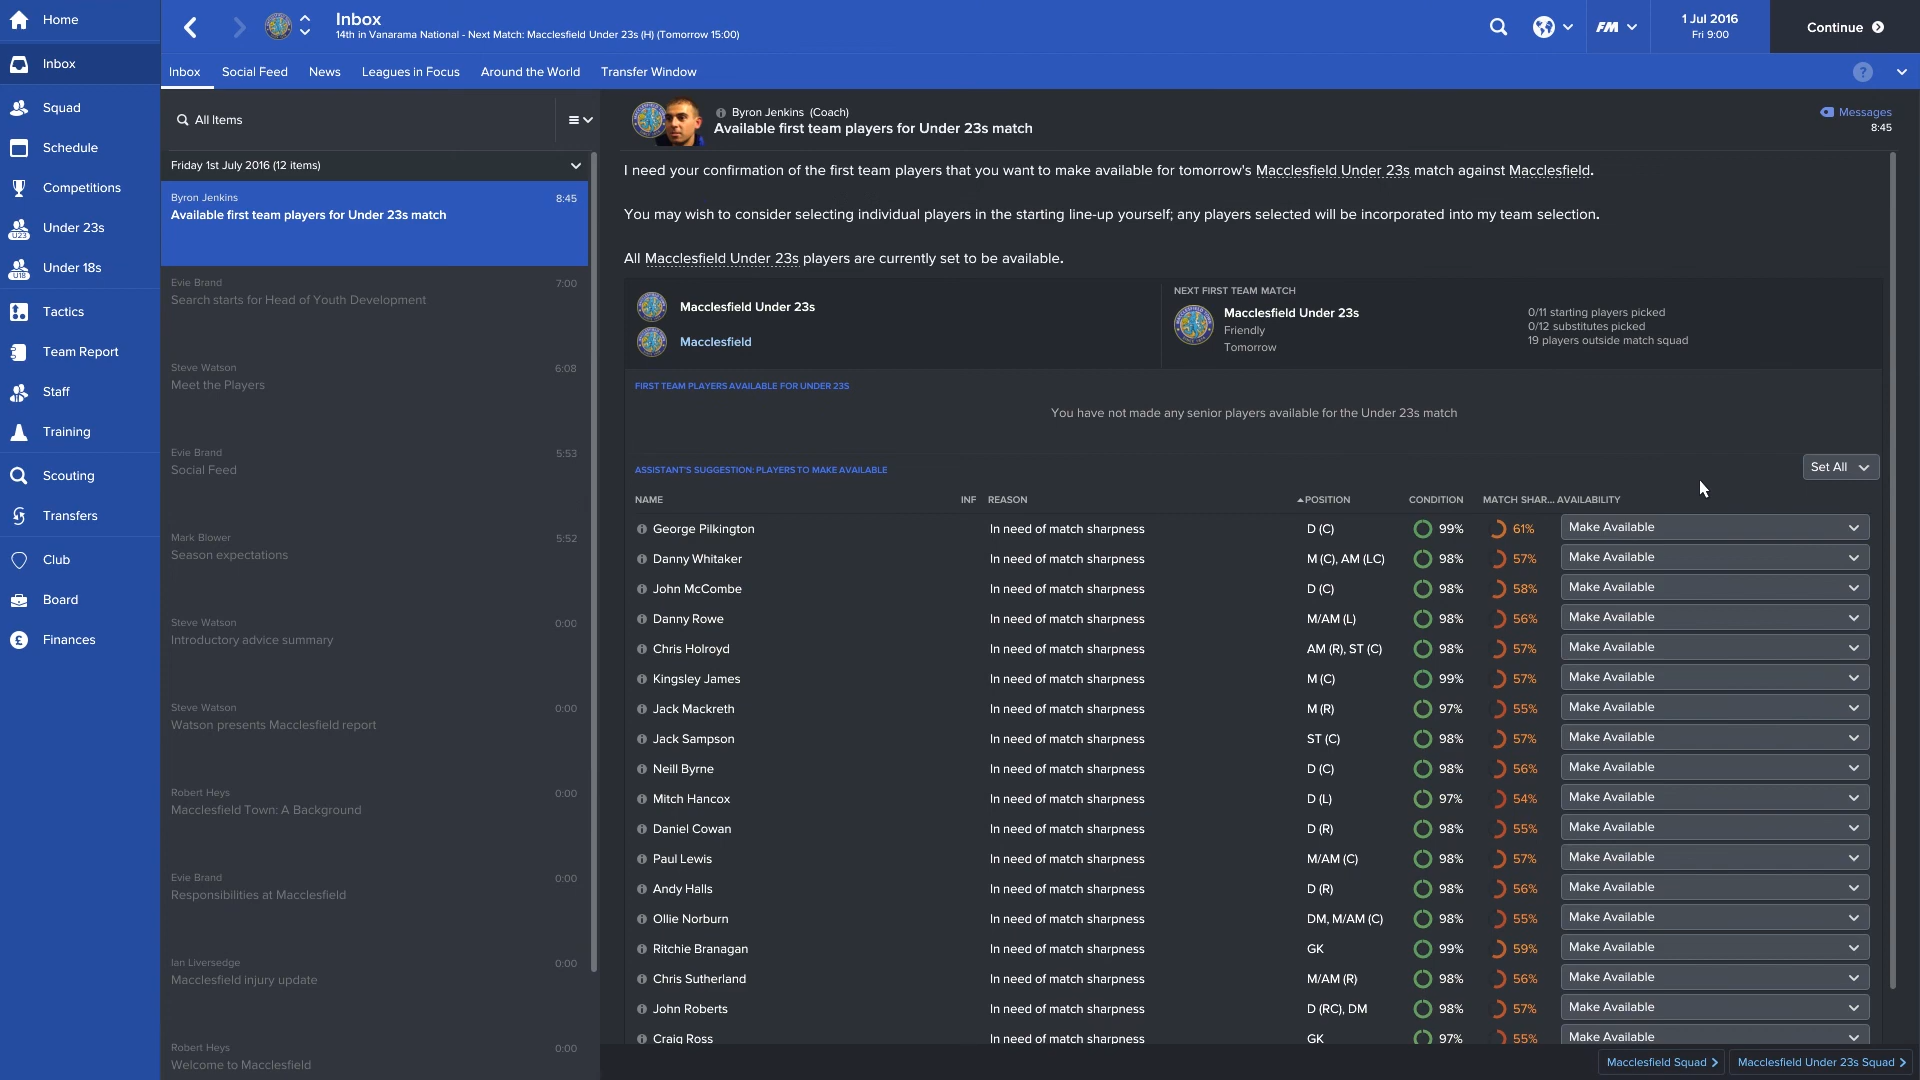 Home
Inbox
Squad
Schedule
Competitions
Under 23s
Under 18s
Tactics
Team Report
Staff
Training
Scouting
Transfers
Club
Board
Finances
Inbox
14th in Vanarama National - Next Match: Macclesfield Under 23s (H) (Tomorrow 15:00)
FM
1 Jul 2016
Fri 9:00
Continue
Inbox Social Feed News Leagues in Focus Around the World Transfer Window
?
All Items
Friday 1st July 2016 (12 items)
Byron Jenkins 8:45
Available first team players for Under 23s match
Evie Brand 7:00
Search starts for Head of Youth Development
Steve Watson 6:08
Meet the Players
Evie Brand 5:53
Social Feed
Mark Blower 5:52
Season expectations
Steve Watson 0:00
Introductory advice summary
Steve Watson 0:00
Watson presents Macclesfield report
Robert Heys 0:00
Macclesfield Town: A Background
Evie Brand 0:00
Responsibilities at Macclesfield
Ian Liversedge 0:00
Macclesfield injury update
Robert Heys 0:00
Welcome to Macclesfield
Byron Jenkins (Coach)
Available first team players for Under 23s match
Messages
8:45
I need your confirmation of the first team players that you want to make available for tomorrow's Macclesfield Under 23s match against Macclesfield.
You may wish to consider selecting individual players in the starting line-up yourself; any players selected will be incorporated into my team selection.
All Macclesfield Under 23s players are currently set to be available.
Macclesfield Under 23s
Macclesfield
NEXT FIRST TEAM MATCH
Macclesfield Under 23s
Friendly
Tomorrow
0/11 starting players picked
0/12 substitutes picked
19 players outside match squad
FIRST TEAM PLAYERS AVAILABLE FOR UNDER 23S
You have not made any senior players available for the Under 23s match
ASSISTANT'S SUGGESTION: PLAYERS TO MAKE AVAILABLE
Set All
NAME INF REASON POSITION CONDITION MATCH SHAR... AVAILABILITY
George Pilkington In need of match sharpness D (C) 99% 61% Make Available
Danny Whitaker In need of match sharpness M (C), AM (LC) 98% 57% Make Available
John McCombe In need of match sharpness D (C) 98% 58% Make Available
Danny Rowe In need of match sharpness M/AM (L) 98% 56% Make Available
Chris Holroyd In need of match sharpness AM (R), ST (C) 98% 57% Make Available
Kingsley James In need of match sharpness M (C) 99% 57% Make Available
Jack Mackreth In need of match sharpness M (R) 97% 55% Make Available
Jack Sampson In need of match sharpness ST (C) 98% 57% Make Available
Neill Byrne In need of match sharpness D (C) 98% 56% Make Available
Mitch Hancox In need of match sharpness D (L) 97% 54% Make Available
Daniel Cowan In need of match sharpness D (R) 98% 55% Make Available
Paul Lewis In need of match sharpness M/AM (C) 98% 57% Make Available
Andy Halls In need of match sharpness D (R) 98% 56% Make Available
Ollie Norburn In need of match sharpness DM, M/AM (C) 98% 55% Make Available
Ritchie Branagan In need of match sharpness GK 99% 59% Make Available
Chris Sutherland In need of match sharpness M/AM (R) 98% 56% Make Available
John Roberts In need of match sharpness D (RC), DM 98% 57% Make Available
Craig Ross In need of match sharpness GK 97% 55% Make Available
Macclesfield Squad Macclesfield Under 23s Squad